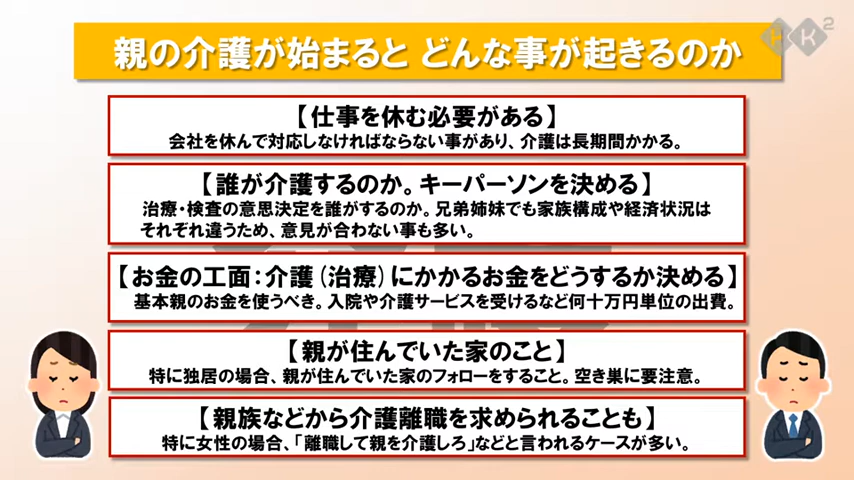 親の介護が始まると どんな事が起きるのか
HK2
【仕事を休む必要がある】
会社を休んで対応しなければならない事があり、介護は長期間かかる。
【誰が介護するのか。キーパーソンを決める】
治療・検査の意思決定を誰がするのか。兄弟姉妹でも家族構成や経済状況は
それぞれ違うため、意見が合わない事も多い。
【お金の工面：介護(治療)にかかるお金をどうするか決める】
基本親のお金を使うべき。入院や介護サービスを受けるなど何十万円単位の出費。
【親が住んでいた家のこと】
特に独居の場合、親が住んでいた家のフォローをすること。空き巣に要注意。
【親族などから介護離職を求められることも】
特に女性の場合、「離職して親を介護しろ」などと言われるケースが多い。